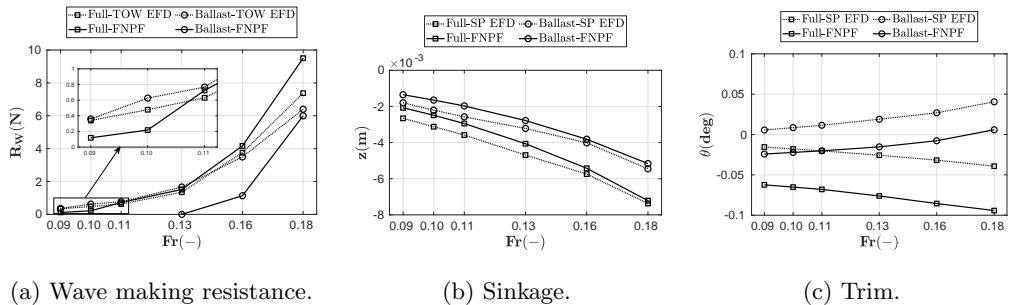 Full-TOW EFD Ballast-TOW EFD
Full-FNPF Ballast-FNPF
10
8
6
4
2
0
R_W(N)
1
0.8
0.6
0.4
0.2
0
0.09 0.10 0.11
0.09 0.10 0.11 0.13 0.16 0.18
Fr(−)
(a) Wave making resistance.
Full-SP EFD Ballast-SP EFD
Full-FNPF Ballast-FNPF
×10⁻³
0
-2
-4
-6
-8
z(m)
0.09 0.10 0.11 0.13 0.16 0.18
Fr(−)
(b) Sinkage.
Full-SP EFD Ballast-SP EFD
Full-FNPF Ballast-FNPF
0.1
0.05
0
-0.05
-0.1
θ(deg)
0.09 0.10 0.11 0.13 0.16 0.18
Fr(−)
(c) Trim.